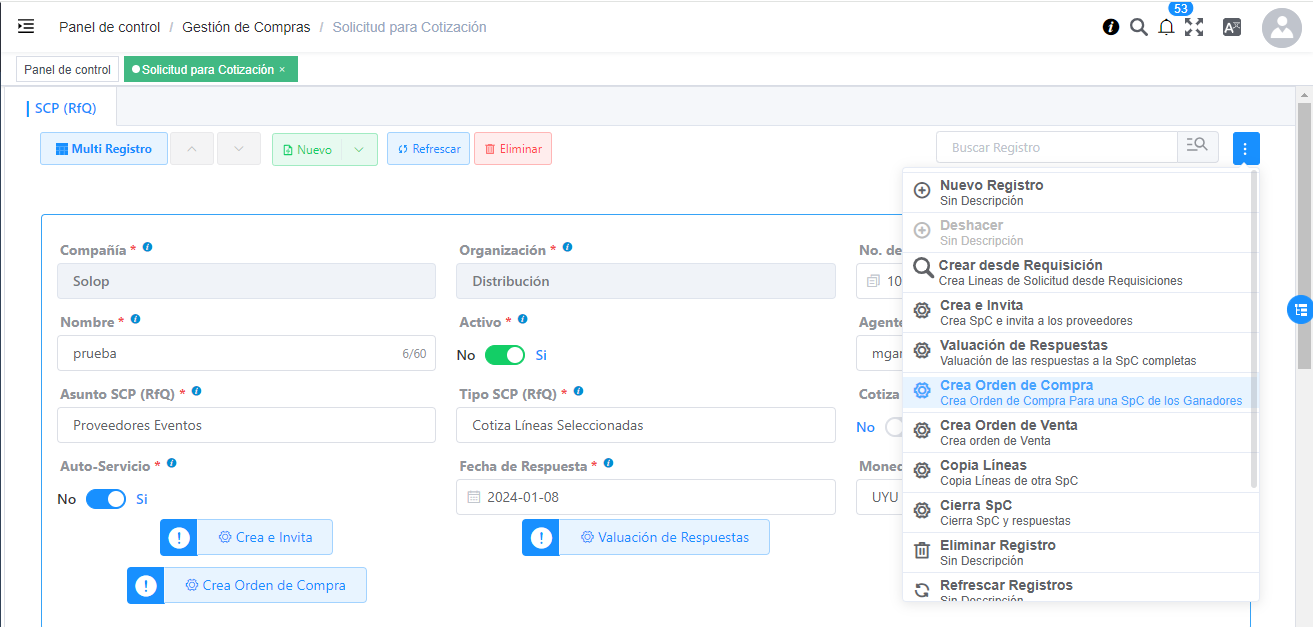 53
Panel de control / Gestión de Compras / Solicitud para Cotización
Panel de control
Solicitud para Cotización ×
SCP (RfQ)
Multi Registro
Nuevo
Refrescar
Eliminar
Buscar Registro
Nuevo Registro
Sin Descripción
Deshacer
Sin Descripción
Crear desde Requisición
Crea Lineas de Solicitud desde Requisiciones
Crea e Invita
Crea SpC e invita a los proveedores
Valuación de Respuestas
Valuación de las respuestas a la SpC completas
Crea Orden de Compra
Crea Orden de Compra Para una SpC de los Ganadores
Crea Orden de Venta
Crea orden de Venta
Copia Líneas
Copia Líneas de otra SpC
Cierra SpC
Cierra SpC y respuestas
Eliminar Registro
Sin Descripción
Refrescar Registros
Sin Descripción
Compañía *
Organización *
No. de
Solop
Distribución
10
Nombre *
Activo *
Agente
prueba
6/60
No
Si
mgar
Asunto SCP (RfQ) *
Tipo SCP (RfQ) *
Cotiza
Proveedores Eventos
Cotiza Líneas Seleccionadas
No
Auto-Servicio *
Fecha de Respuesta *
Moned
No
Si
2024-01-08
UYU
Crea e Invita
Valuación de Respuestas
Crea Orden de Compra